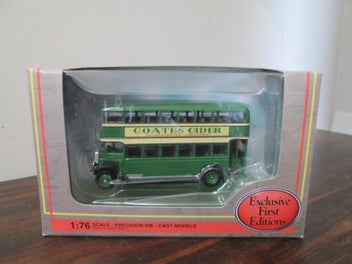 COATES CIDER
Exclusive
First
Editions
1:76 SCALE - PRECISION DIE - CAST MODELS